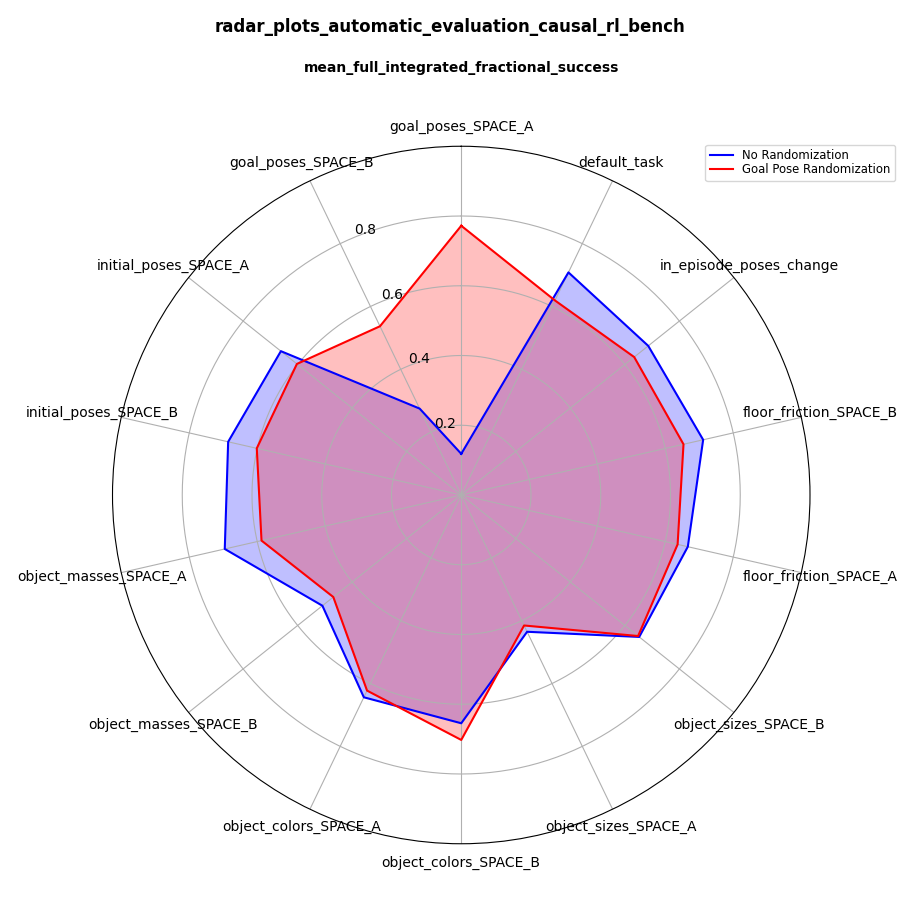 radar_plots_automatic_evaluation_causal_rl_bench
mean_full_integrated_fractional_success
goal_poses_SPACE_A
No Randomization
Goal Pose Randomization
goal_poses_SPACE_B
default_task
0.8
initial_poses_SPACE_A
in_episode_poses_change
0.6
0.4
initial_poses_SPACE_B
floor_friction_SPACE_B
0.2
object_masses_SPACE_A
floor_friction_SPACE_A
object_masses_SPACE_B
object_sizes_SPACE_B
object_colors_SPACE_A
object_sizes_SPACE_A
object_colors_SPACE_B